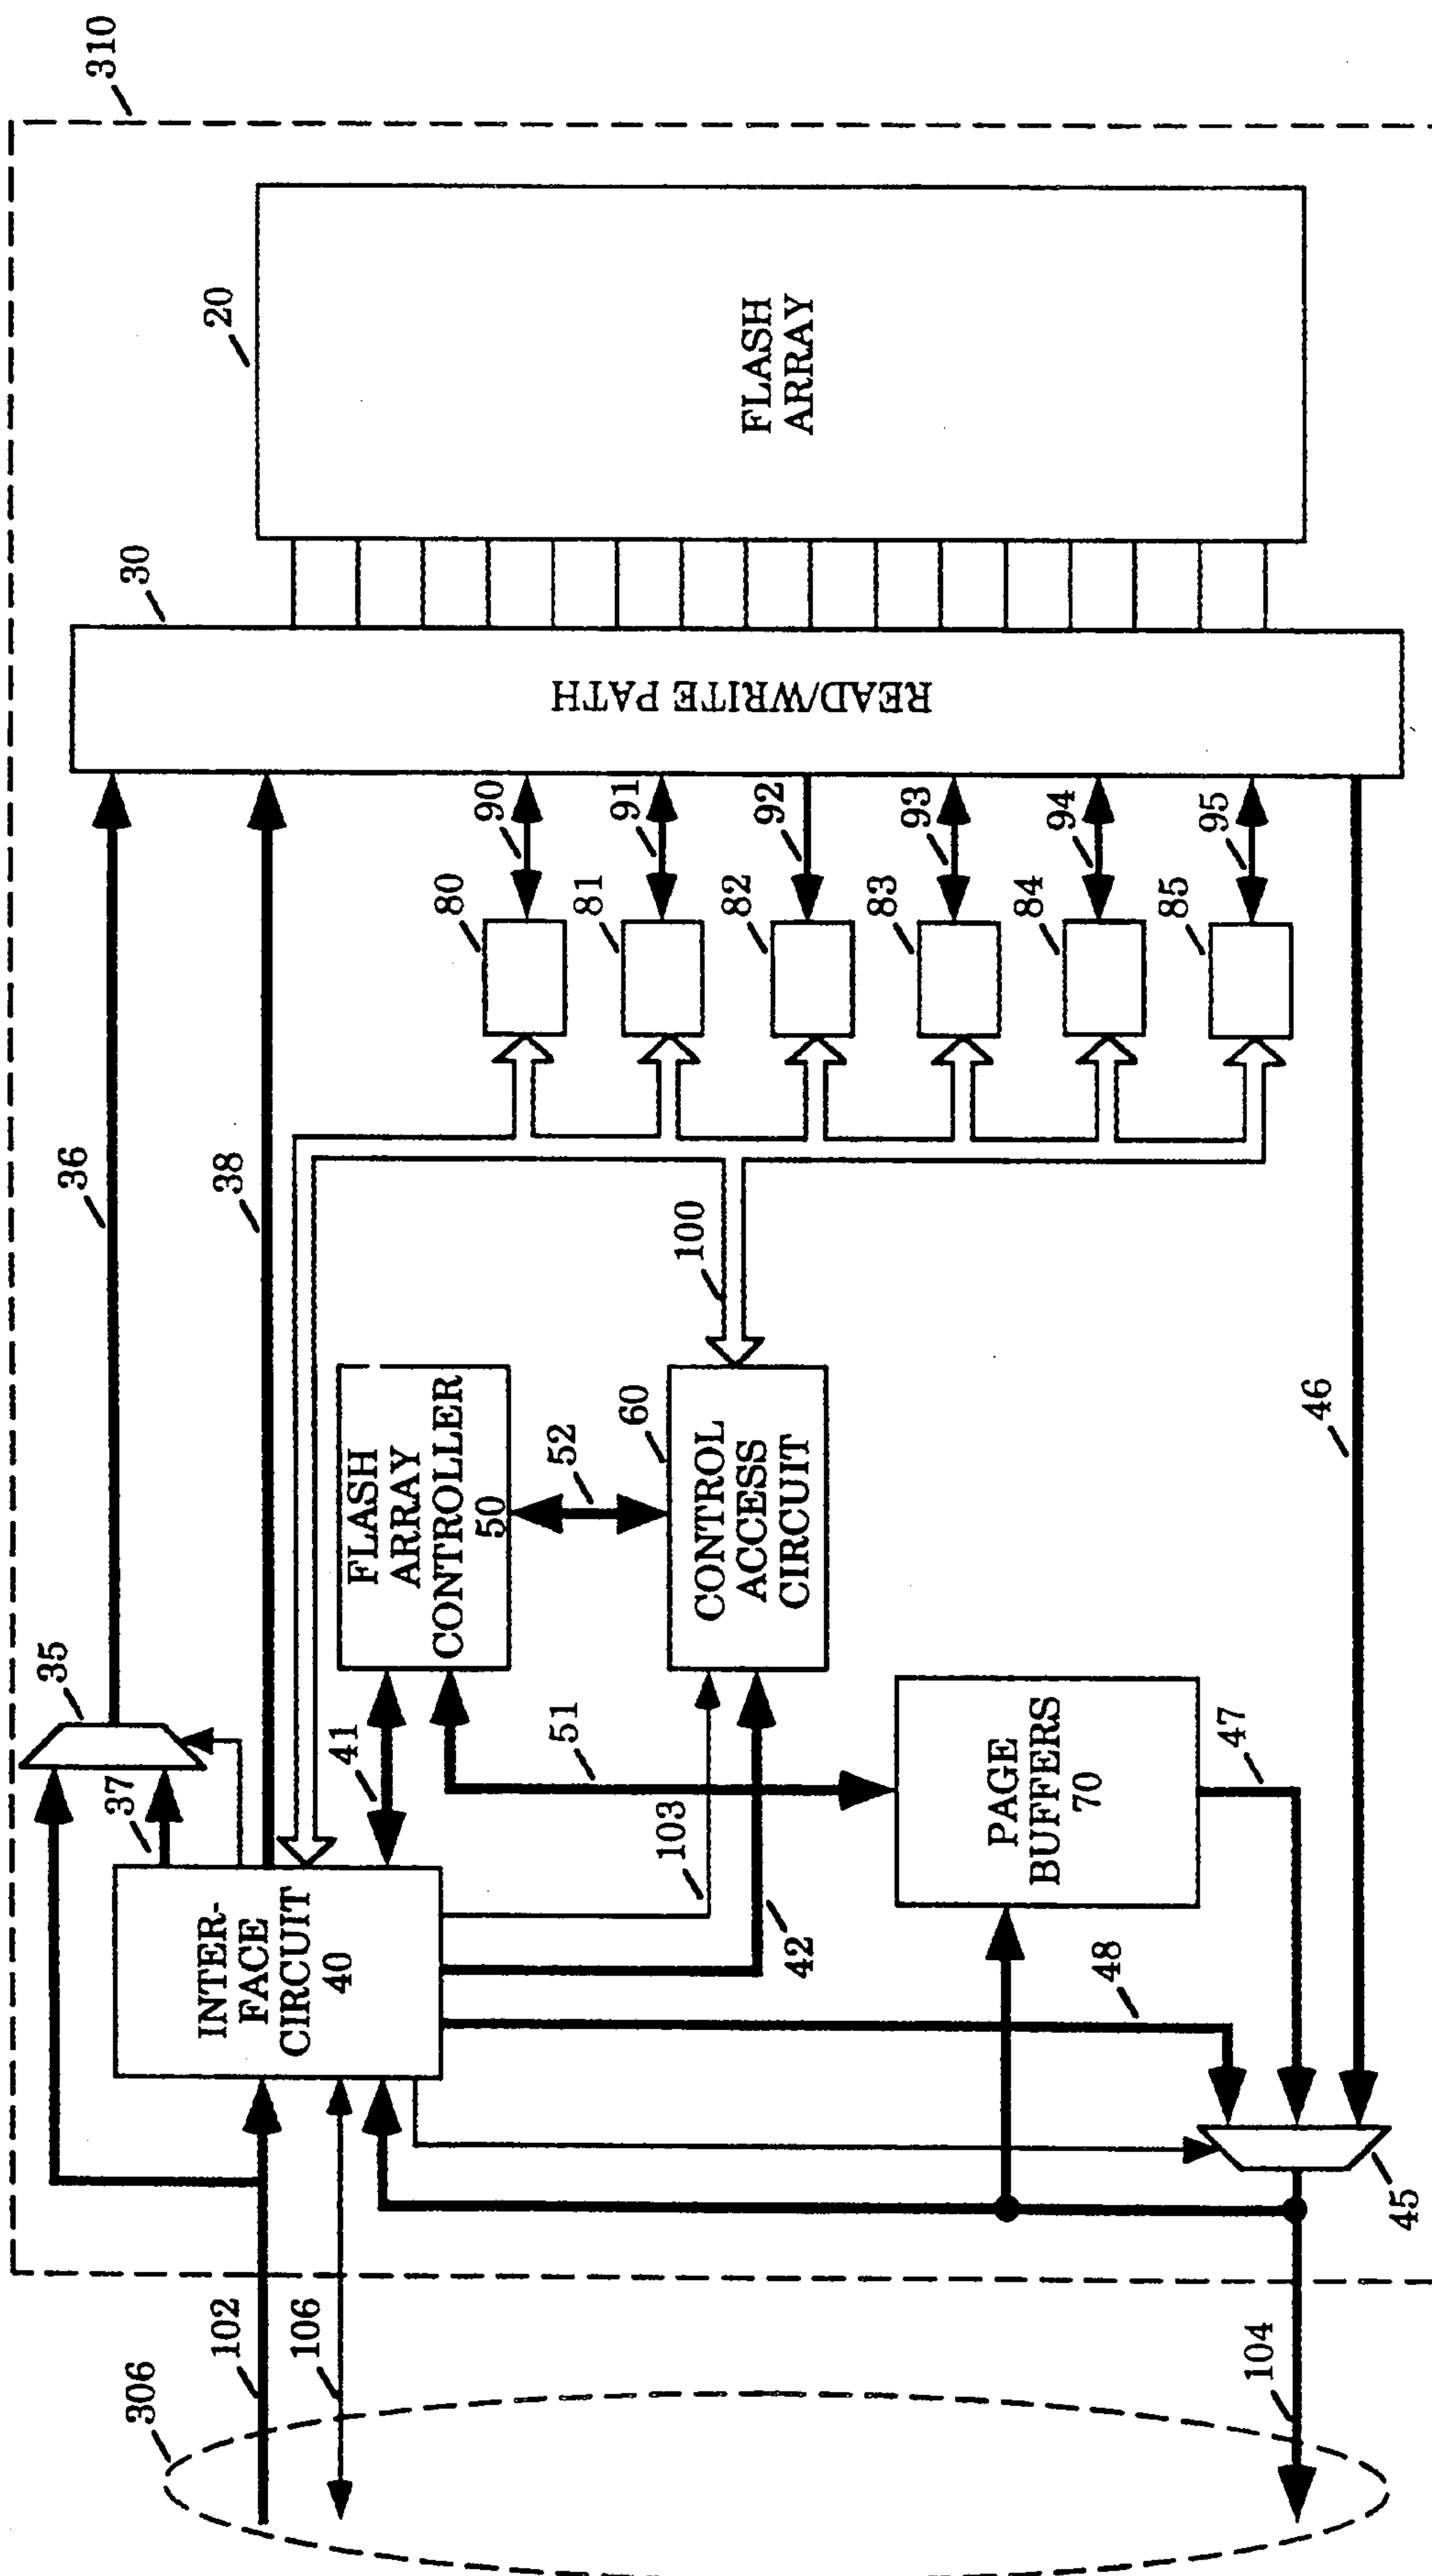 310
20
FLASH
ARRAY
30
READ/WRITE PATH
36
38
90
91
92
93
94
95
80
81
82
83
84
85
100
46
35
37
FLASH
ARRAY
CONTROLLER
50
52
60
CONTROL
ACCESS
CIRCUIT
41
51
103
42
INTER-
FACE
CIRCUIT
40
PAGE
BUFFERS
70
47
48
45
102
106
104
306